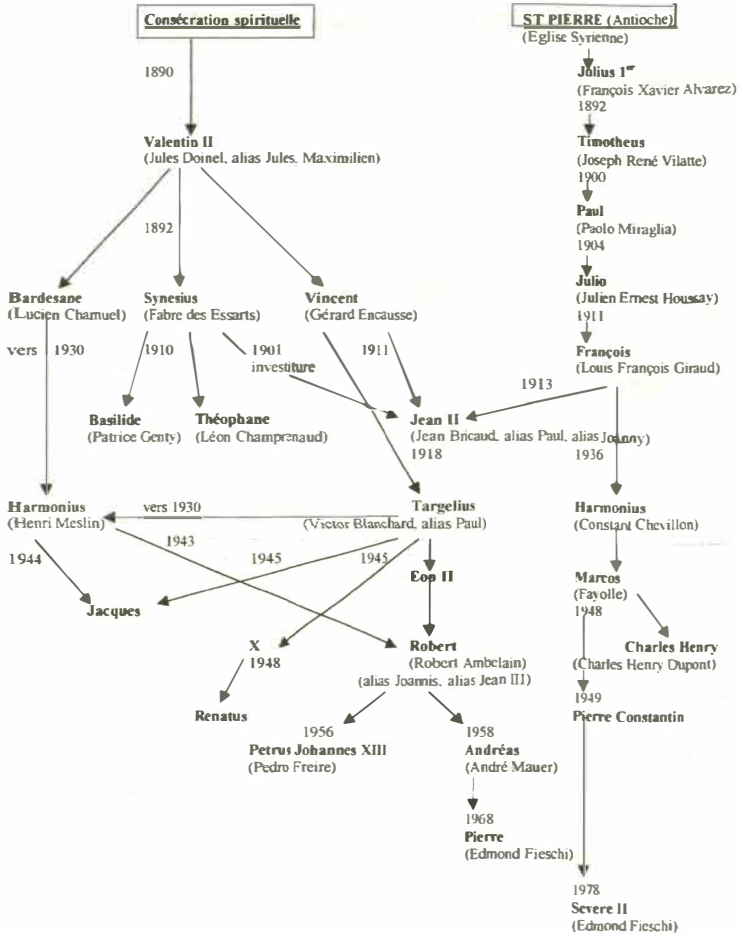 Consécration spirituelle
ST PIERRE (Antioche)
(Eglise Syrienne)
1890
Julius 1er
(François Xavier Alvarez)
1892
Valentin II
(Jules Doinel, alias Jules, Maximilien)
Timotheus
(Joseph René Vilatte)
1900
1892
Paul
(Paolo Miraglia)
1904
Bardesane
(Lucien Chamuel)
Synesius
(Fabre des Essarts)
Vincent
(Gérard Encausse)
Julio
(Julien Ernest Houssay)
1911
vers 1930
1910
1901
investiture
1911
François
(Louis François Giraud)
1913
Basilide
(Patrice Genty)
Théophane
(Léon Champrenaud)
Jean II
(Jean Bricaud, alias Paul, alias Joanny)
1918
1936
Harmonius
(Henri Meslin)
vers 1930
Targelius
(Victor Blanchard, alias Paul)
Harmonius
(Constant Chevillon)
1944
1943
1945
1945
Eon II
Marcos
(Fayolle)
1948
Jacques
X
1948
Robert
(Robert Ambelain)
(alias Joannis, alias Jean III)
Charles Henry
(Charles Henry Dupont)
Renatus
1949
Pierre Constantin
1956
Petrus Johannes XIII
(Pedro Freire)
1958
Andréas
(André Mauer)
1968
Pierre
(Edmond Fieschi)
1978
Severe II
(Edmond Fieschi)